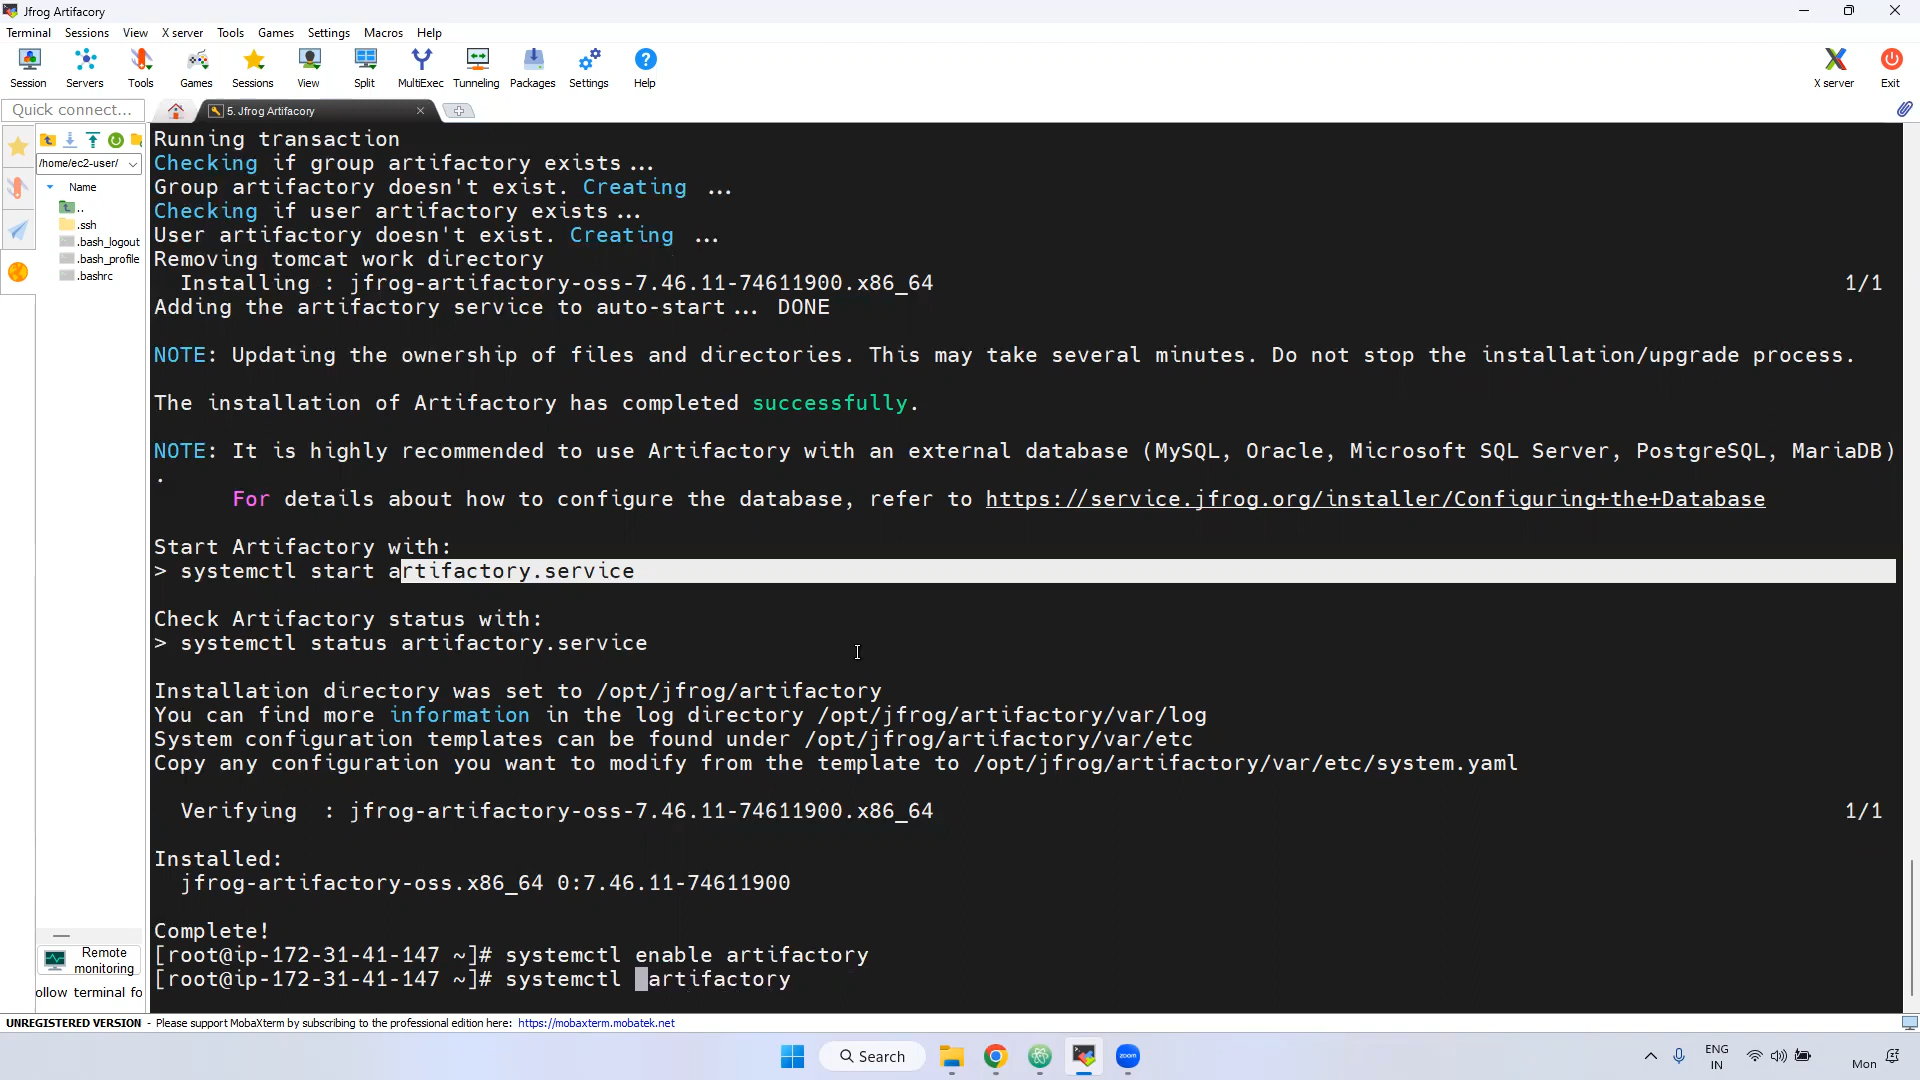 Jfrog Artifacory
Terminal Sessions View X server Tools Games Settings Macros Help
Session Servers Tools Games Sessions View Split MultiExec Tunneling Packages Settings Help X server Exit
Quick connect...
5. Jfrog Artifacory
/home/ec2-user/
Name
..
.ssh
.bash_logout
.bash_profile
.bashrc
Running transaction
Checking if group artifactory exists...
Group artifactory doesn't exist. Creating ...
Checking if user artifactory exists...
User artifactory doesn't exist. Creating ...
Removing tomcat work directory
Installing : jfrog-artifactory-oss-7.46.11-74611900.x86_64 1/1
Adding the artifactory service to auto-start... DONE
NOTE: Updating the ownership of files and directories. This may take several minutes. Do not stop the installation/upgrade process.
The installation of Artifactory has completed successfully.
NOTE: It is highly recommended to use Artifactory with an external database (MySQL, Oracle, Microsoft SQL Server, PostgreSQL, MariaDB)
.
For details about how to configure the database, refer to https://service.jfrog.org/installer/Configuring+the+Database
Start Artifactory with:
> systemctl start artifactory.service
Check Artifactory status with:
> systemctl status artifactory.service
Installation directory was set to /opt/jfrog/artifactory
You can find more information in the log directory /opt/jfrog/artifactory/var/log
System configuration templates can be found under /opt/jfrog/artifactory/var/etc
Copy any configuration you want to modify from the template to /opt/jfrog/artifactory/var/etc/system.yaml
Verifying : jfrog-artifactory-oss-7.46.11-74611900.x86_64 1/1
Installed:
jfrog-artifactory-oss.x86_64 0:7.46.11-74611900
Complete!
[root@ip-172-31-41-147 ~]# systemctl enable artifactory
[root@ip-172-31-41-147 ~]# systemctl artifactory
Remote
monitoring
ollow terminal fo
UNREGISTERED VERSION - Please support MobaXterm by subscribing to the professional edition here: https://mobaxterm.mobatek.net
Search
zoom
ENG
IN
Mon